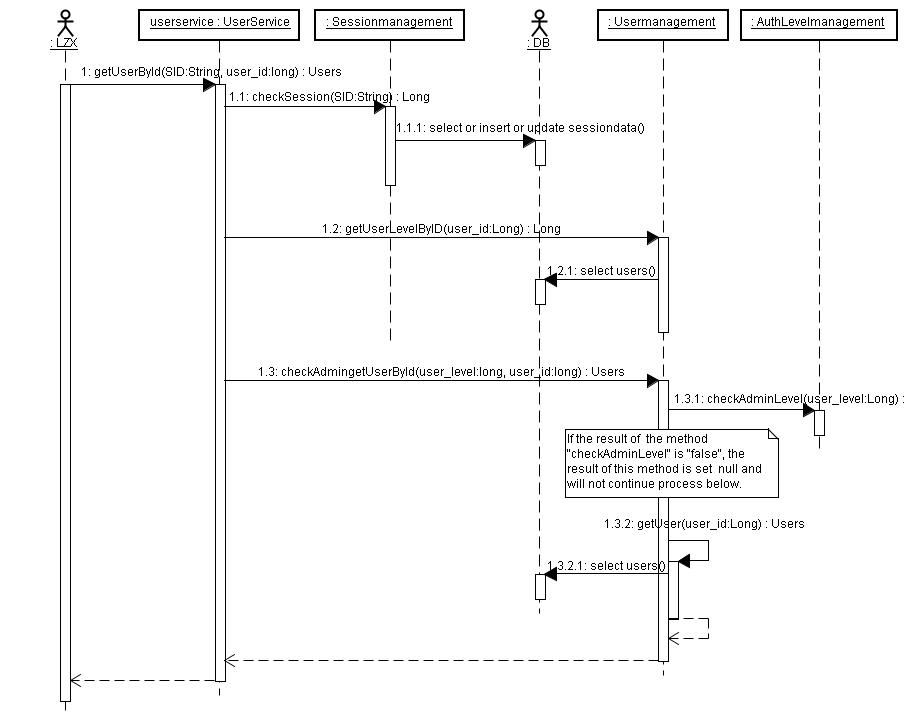 userservice : UserService
: Sessionmanagement
: Usermanagement
: AuthLevelmanagement
: LZX
: DB
1: getUserById(SID:String, user_id:long) : Users
1.1: checkSession(SID:String) : Long
1.1.1: select or insert or update sessiondata()
1.2: getUserLevelByID(user_id:Long) : Long
1.2.1: select users()
1.3: checkAdmingetUserById(user_level:long, user_id:long) : Users
1.3.1: checkAdminLevel(user_level:Long) :
If the result of the method
"checkAdminLevel" is "false", the
result of this method is set null and
will not continue process below.
1.3.2: getUser(user_id:Long) : Users
1.3.2.1: select users()